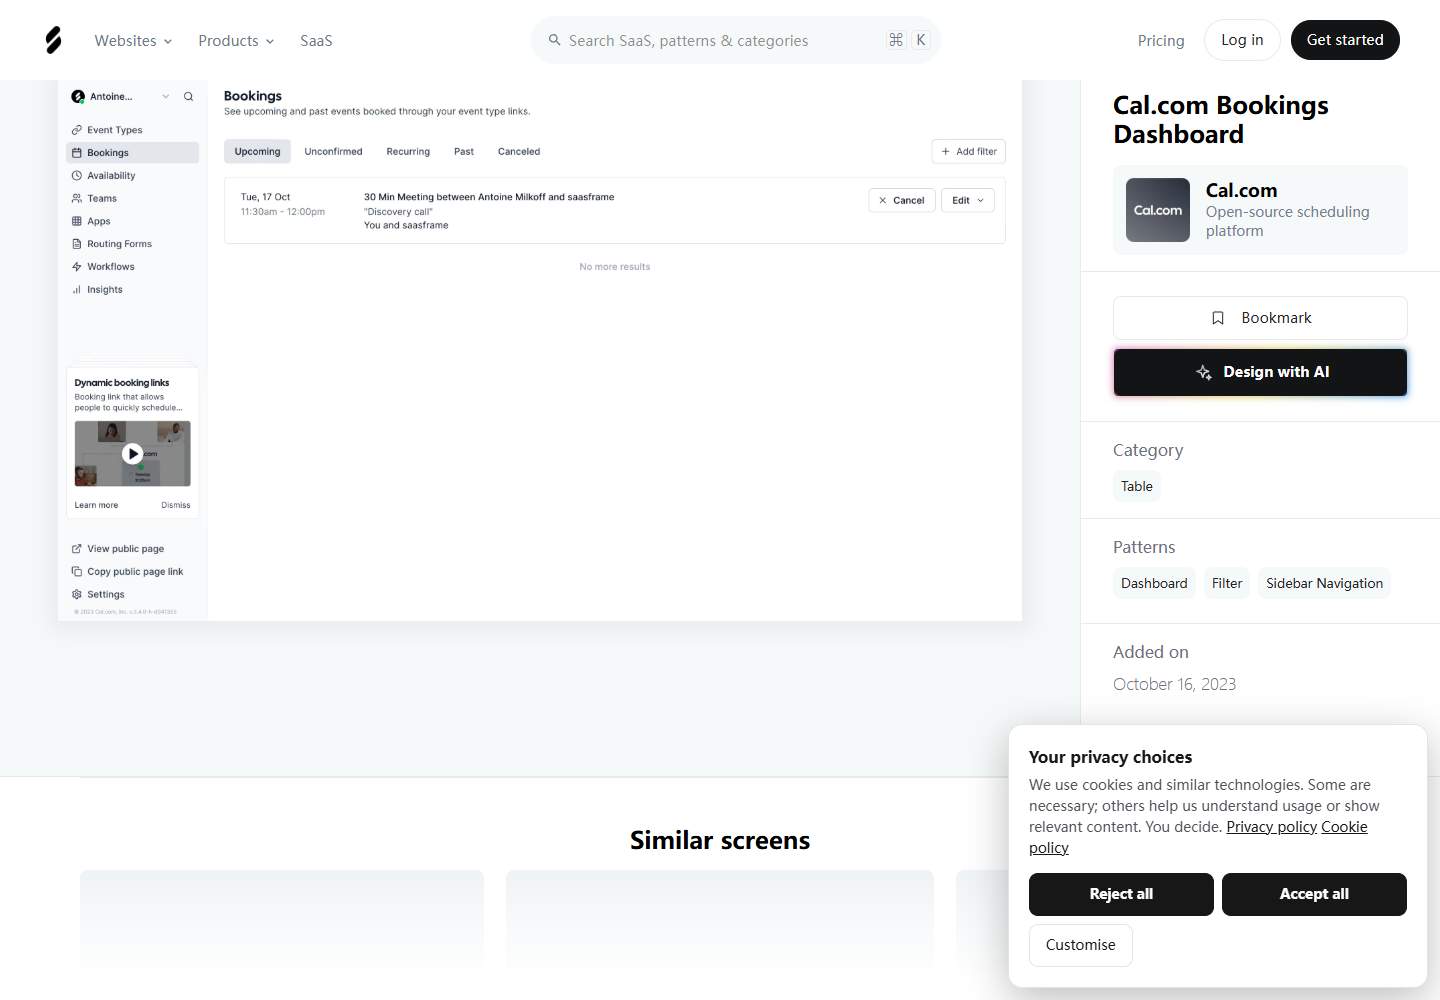 Websites
Products
SaaS
Search SaaS, patterns & categories
⌘ K
Pricing
Log in
Get started
Antoine...
Event Types
Bookings
Availability
Teams
Apps
Routing Forms
Workflows
Insights
Dynamic booking links
Booking link that allows
people to quickly schedule...
Learn more
Dismiss
View public page
Copy public page link
Settings
Bookings
See upcoming and past events booked through your event type links.
Upcoming
Unconfirmed
Recurring
Past
Canceled
Add filter
Tue, 17 Oct
11:30am - 12:00pm
30 Min Meeting between Antoine Milkoff and saasframe
"Discovery call"
You and saasframe
Cancel
Edit
No more results
Cal.com Bookings
Dashboard
Cal.com
Cal.com
Open-source scheduling
platform
Bookmark
Design with AI
Category
Table
Patterns
Dashboard
Filter
Sidebar Navigation
Added on
October 16, 2023
Similar screens
Your privacy choices
We use cookies and similar technologies. Some are
necessary; others help us understand usage or show
relevant content. You decide. Privacy policy Cookie
policy
Reject all
Accept all
Customise